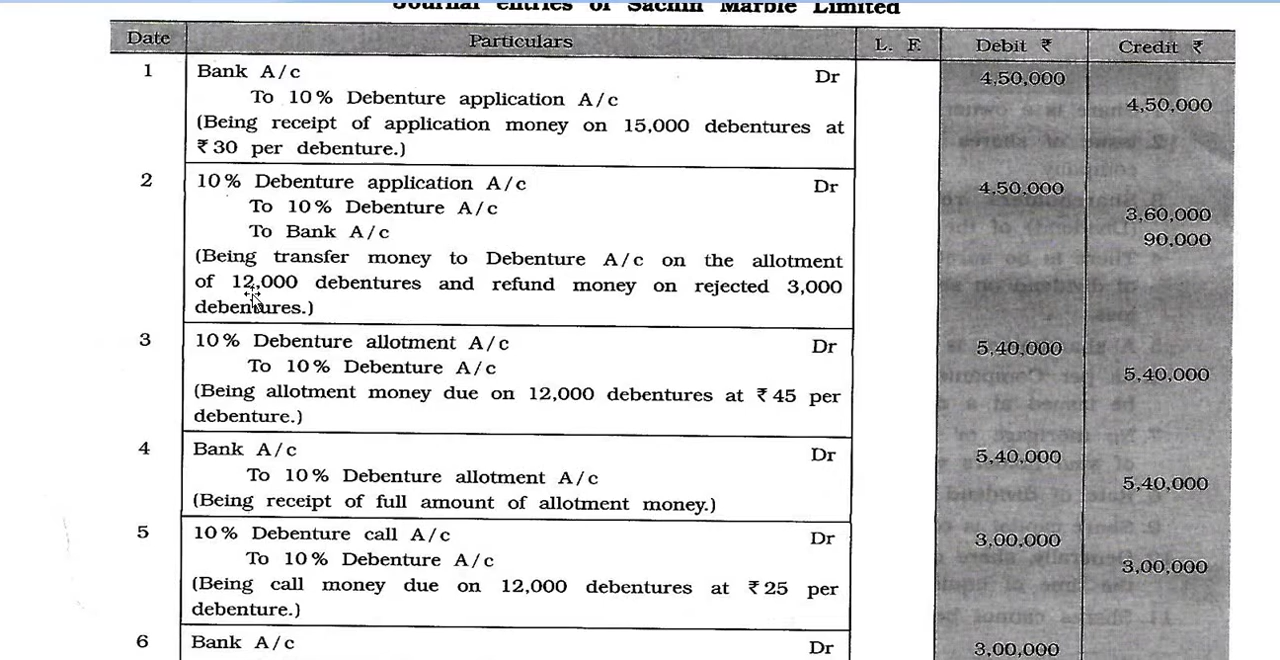 Journal entries of Sachin Marble Limited
Date Particulars L. F. Debit ₹ Credit ₹
1 Bank A/c Dr 4,50,000
To 10% Debenture application A/c 4,50,000
(Being receipt of application money on 15,000 debentures at
₹ 30 per debenture.)
2 10% Debenture application A/c Dr 4,50,000
To 10% Debenture A/c 3,60,000
To Bank A/c 90,000
(Being transfer money to Debenture A/c on the allotment
of 12,000 debentures and refund money on rejected 3,000
debentures.)
3 10% Debenture allotment A/c Dr 5,40,000
To 10% Debenture A/c 5,40,000
(Being allotment money due on 12,000 debentures at ₹ 45 per
debenture.)
4 Bank A/c Dr 5,40,000
To 10% Debenture allotment A/c 5,40,000
(Being receipt of full amount of allotment money.)
5 10% Debenture call A/c Dr 3,00,000
To 10% Debenture A/c 3,00,000
(Being call money due on 12,000 debentures at ₹ 25 per
debenture.)
6 Bank A/c Dr 3,00,000